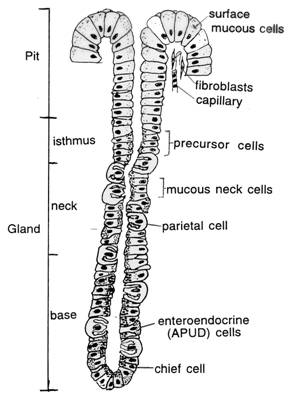 surface
mucous cells
Pit
fibroblasts
capillary
isthmus
precursor cells
mucous neck cells
neck
parietal cell
Gland
base
enteroendocrine
(APUD) cells
chief cell